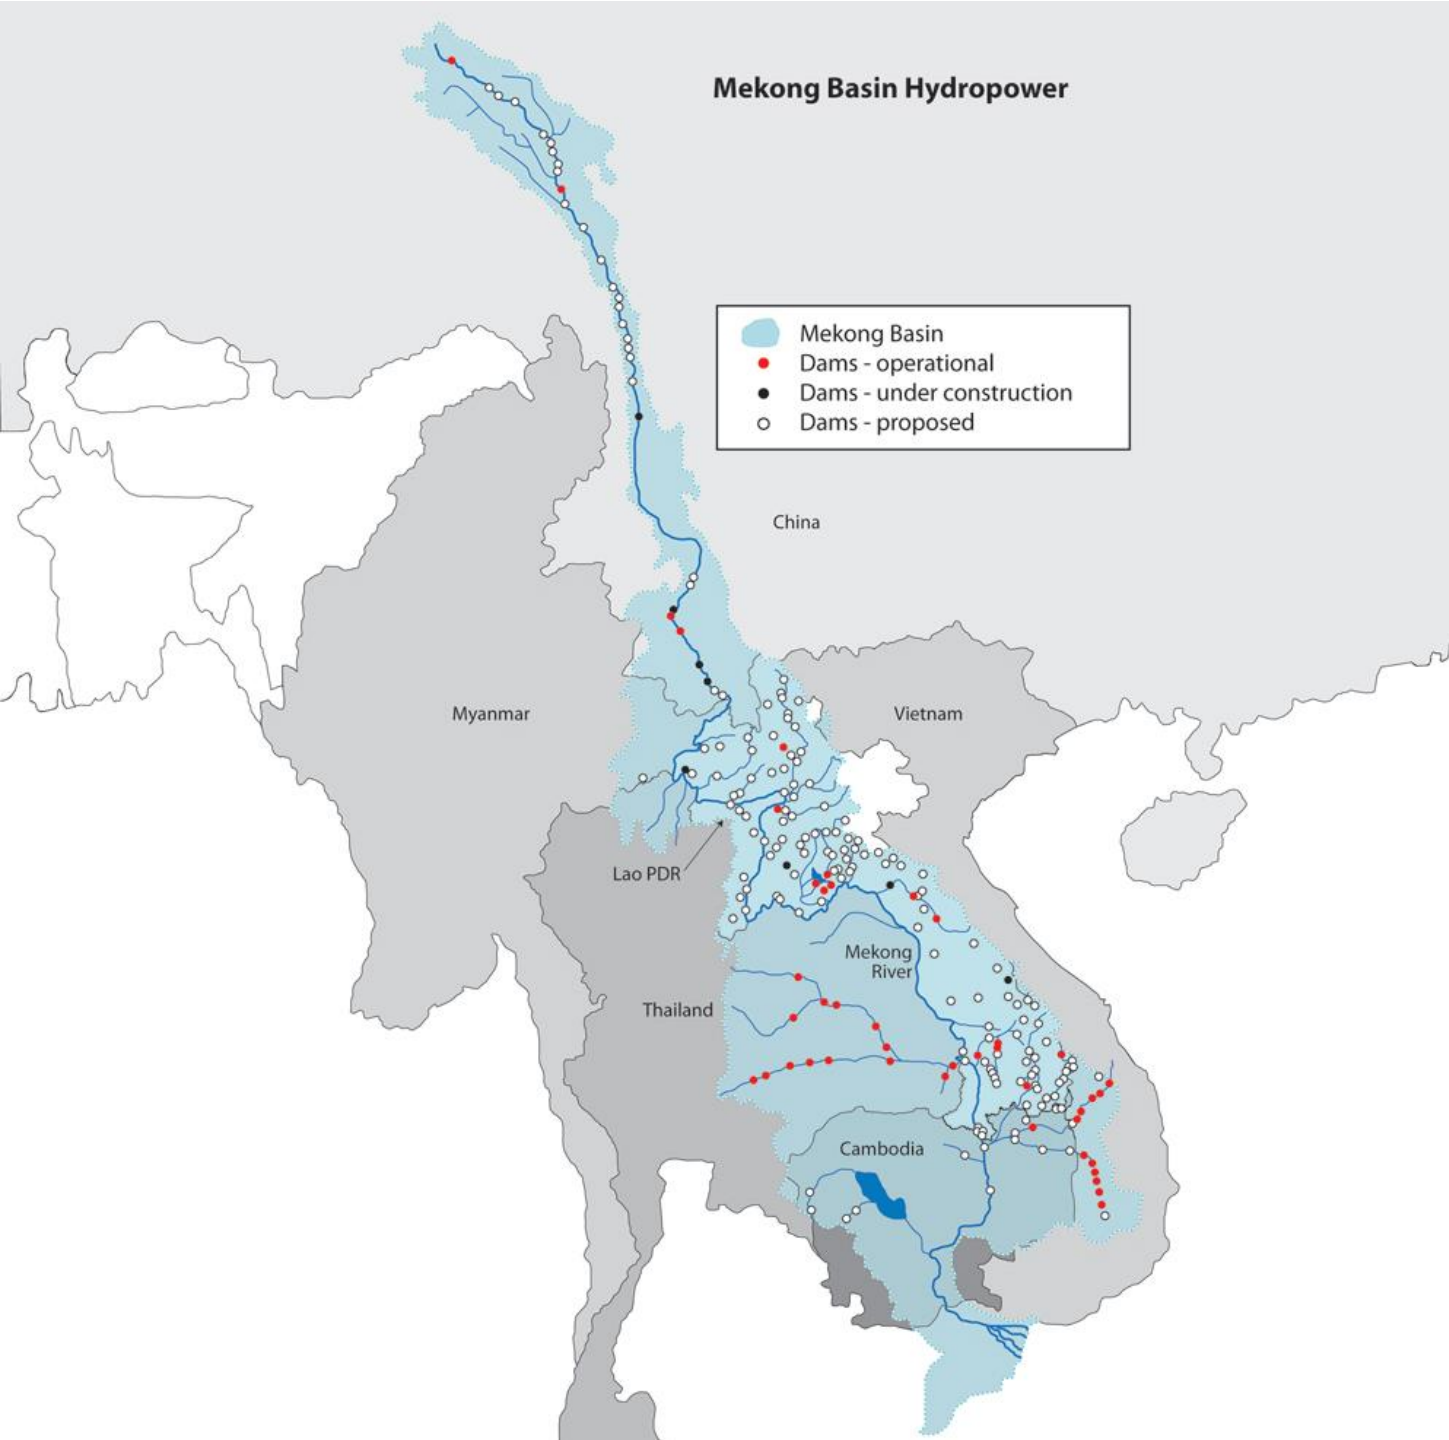 Mekong Basin Hydropower
Mekong Basin
Dams - operational
Dams - under construction
Dams - proposed
China
Myanmar
Vietnam
Lao PDR
Mekong
River
Thailand
Cambodia